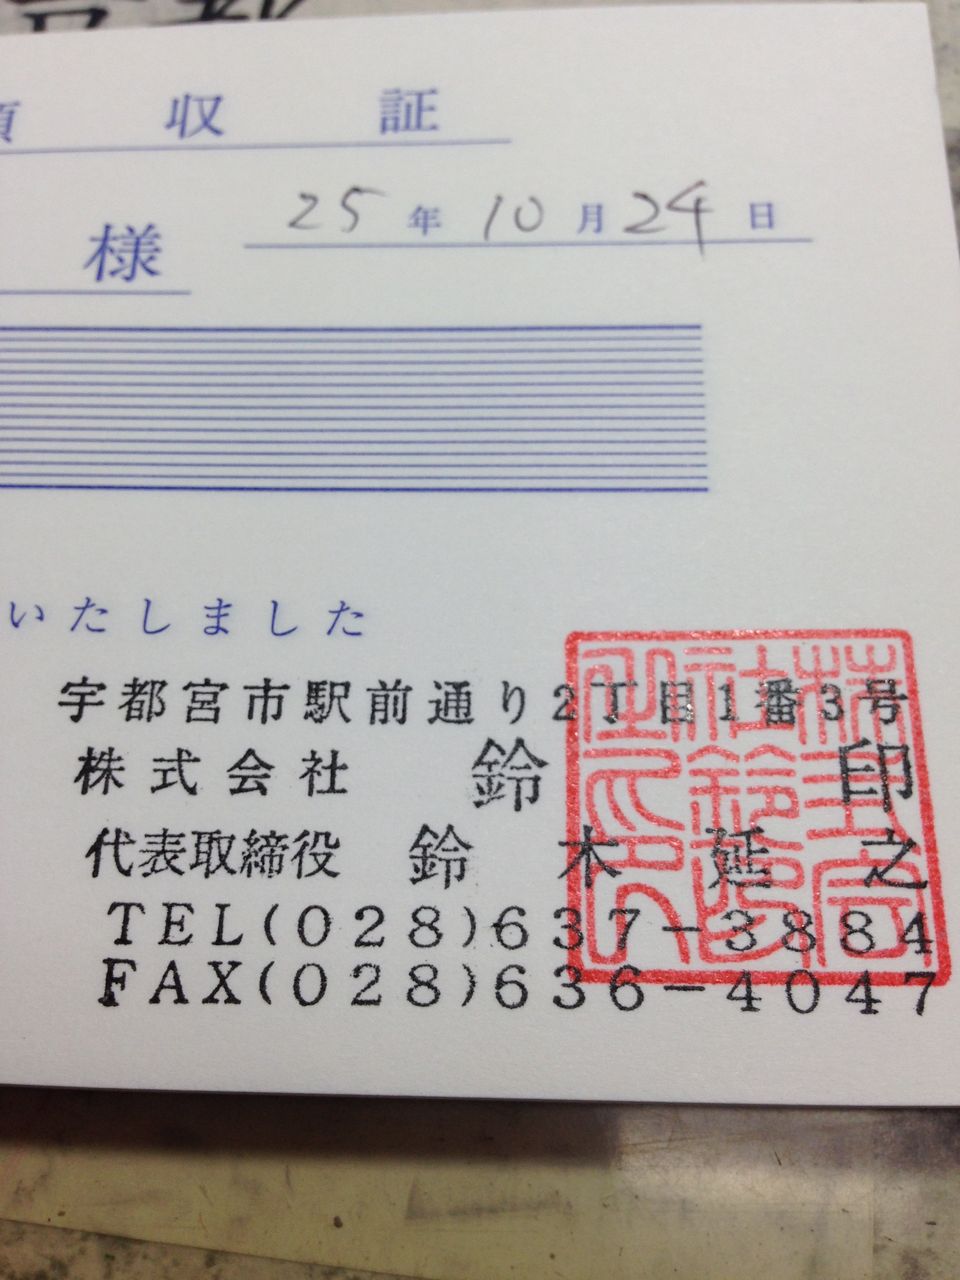 領収証
25年10月24日
様
いたしました
宇都宮市駅前通り2丁目1番3号
株式会社 鈴印
代表取締役 鈴木延之
TEL(028)637-3884
FAX(028)636-4047